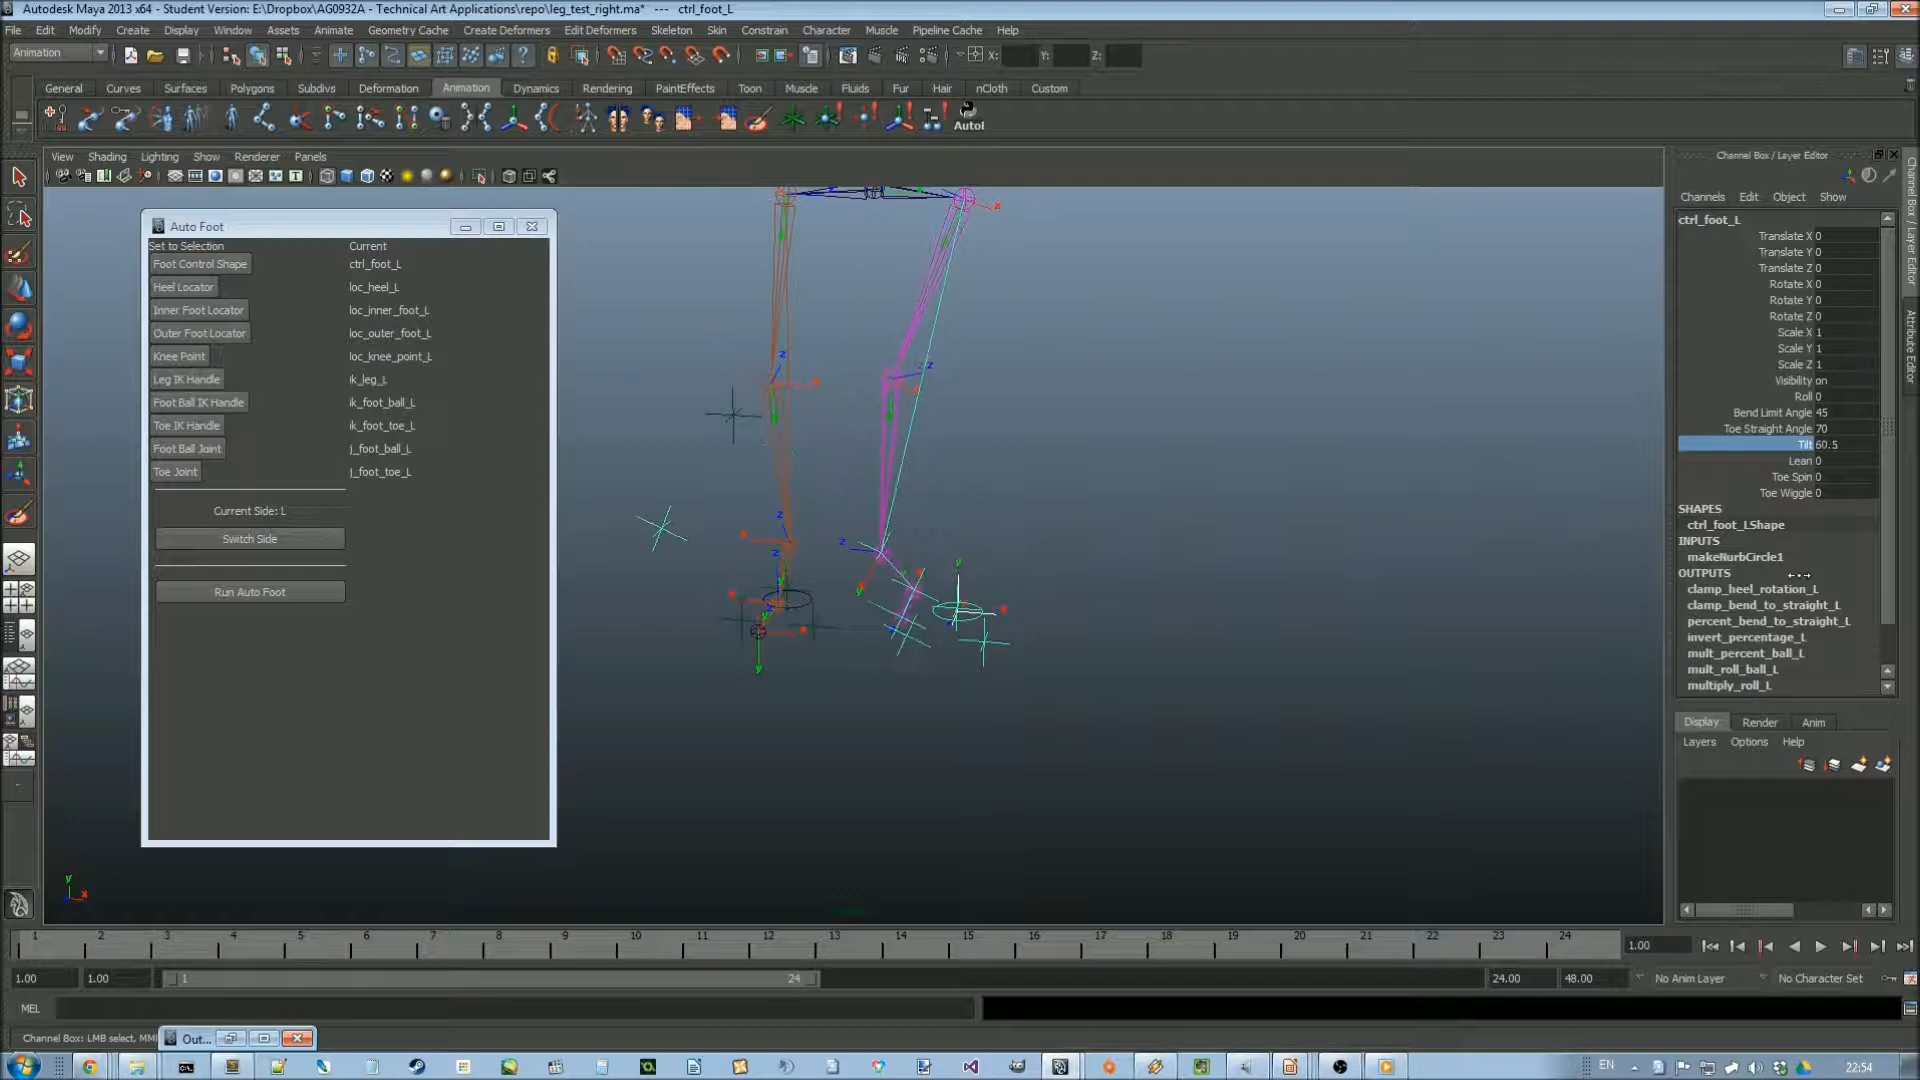 Autodesk Maya 2013 x64 - Student Version: E:\Dropbox\AG0932A - Technical Art Applications\repo\leg_test_right.ma*  ---  ctrl_foot_L
File Edit Modify Create Display Window Assets Animate Geometry Cache Create Deformers Edit Deformers Skeleton Skin Constrain Character Muscle Pipeline Cache Help
Animation X: Y: Z:
General Curves Surfaces Polygons Subdivs Deformation Animation Dynamics Rendering PaintEffects Toon Muscle Fluids Fur Hair nCloth Custom
AutoI
View Shading Lighting Show Renderer Panels
Channel Box / Layer Editor
Channels Edit Object Show
Auto Foot
Set to Selection Current
Foot Control Shape ctrl_foot_L
Heel Locator loc_heel_L
Inner Foot Locator loc_inner_foot_L
Outer Foot Locator loc_outer_foot_L
Knee Point loc_knee_point_L
Leg IK Handle ik_leg_L
Foot Ball IK Handle ik_foot_ball_L
Toe IK Handle ik_foot_toe_L
Foot Ball Joint j_foot_ball_L
Toe Joint j_foot_toe_L
Current Side: L
Switch Side
Run Auto Foot
ctrl_foot_L
Translate X 0
Translate Y 0
Translate Z 0
Rotate X 0
Rotate Y 0
Rotate Z 0
Scale X 1
Scale Y 1
Scale Z 1
Visibility on
Roll 0
Bend Limit Angle 45
Toe Straight Angle 70
Tilt 60.5
Lean 0
Toe Spin 0
Toe Wiggle 0
SHAPES
ctrl_foot_LShape
INPUTS
makeNurbCircle1
OUTPUTS
clamp_heel_rotation_L
clamp_bend_to_straight_L
percent_bend_to_straight_L
invert_percentage_L
mult_percent_ball_L
mult_roll_ball_L
multiply_roll_L
Channel Box / Layer Editor
Attribute Editor
Display Render Anim
Layers Options Help
1 2 3 4 5 6 7 8 9 10 11 12 13 14 15 16 17 18 19 20 21 22 23 24 1.00
1.00 1.00 1 24 24.00 48.00 No Anim Layer No Character Set
MEL
Channel Box: LMB select, MMI
Out...
EN 22:54